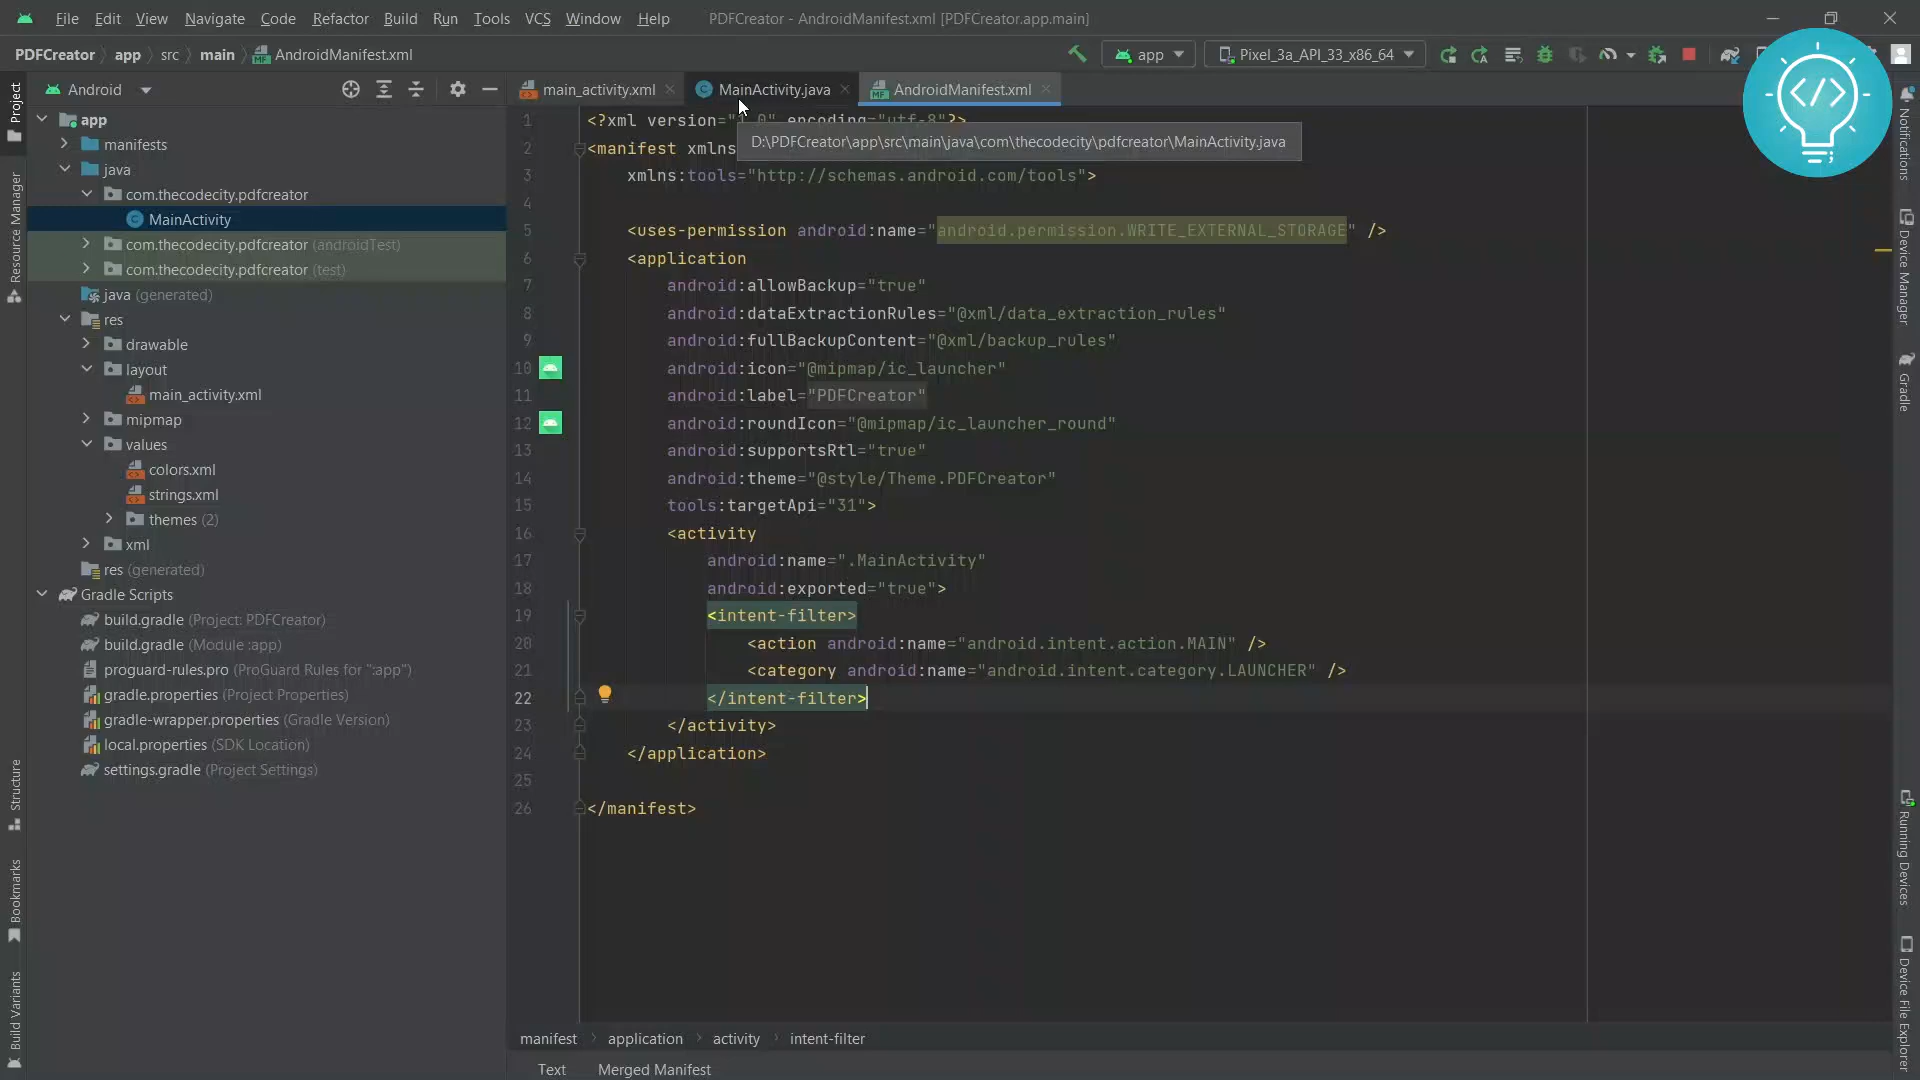 File Edit View Navigate Code Refactor Build Run Tools VCS Window Help PDFCreator - AndroidManifest.xml [PDFCreator.app.main]
PDFCreator app src main AndroidManifest.xml app Pixel_3a_API_33_x86_64
Android main_activity.xml MainActivity.java AndroidManifest.xml
Project
Resource Manager
Structure
Bookmarks
Build Variants
app
manifests
java
com.thecodecity.pdfcreator
MainActivity
com.thecodecity.pdfcreator (androidTest)
com.thecodecity.pdfcreator (test)
java (generated)
res
drawable
layout
main_activity.xml
mipmap
values
colors.xml
strings.xml
themes (2)
xml
res (generated)
Gradle Scripts
build.gradle (Project: PDFCreator)
build.gradle (Module :app)
proguard-rules.pro (ProGuard Rules for ":app")
gradle.properties (Project Properties)
gradle-wrapper.properties (Gradle Version)
local.properties (SDK Location)
settings.gradle (Project Settings)
D:\PDFCreator\app\src\main\java\com\thecodecity\pdfcreator\MainActivity.java
1 <?xml version="1.0" encoding="utf-8"?>
2 <manifest xmlns
3 xmlns:tools="http://schemas.android.com/tools">
4
5 <uses-permission android:name="android.permission.WRITE_EXTERNAL_STORAGE" />
6 <application
7 android:allowBackup="true"
8 android:dataExtractionRules="@xml/data_extraction_rules"
9 android:fullBackupContent="@xml/backup_rules"
10 android:icon="@mipmap/ic_launcher"
11 android:label="PDFCreator"
12 android:roundIcon="@mipmap/ic_launcher_round"
13 android:supportsRtl="true"
14 android:theme="@style/Theme.PDFCreator"
15 tools:targetApi="31">
16 <activity
17 android:name=".MainActivity"
18 android:exported="true">
19 <intent-filter>
20 <action android:name="android.intent.action.MAIN" />
21 <category android:name="android.intent.category.LAUNCHER" />
22 </intent-filter>
23 </activity>
24 </application>
25
26 </manifest>
manifest application activity intent-filter
Text Merged Manifest
Notifications
Device Manager
Gradle
Running Devices
Device File Explorer